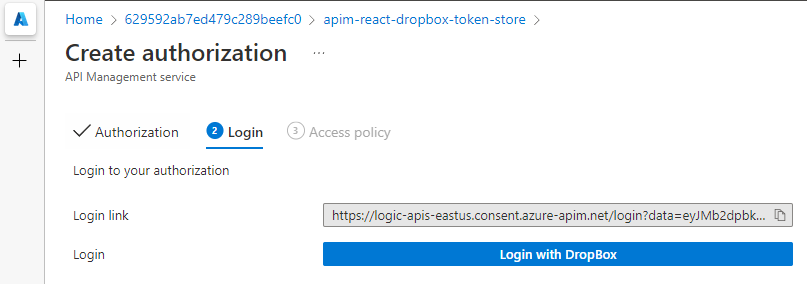 Home > 629592ab7ed479c289beefc0 > apim-react-dropbox-token-store >
Create authorization ...
API Management service
Authorization 2 Login 3 Access policy
Login to your authorization
Login link https://logic-apis-eastus.consent.azure-apim.net/login?data=eyJMb2dpbk...
Login Login with DropBox